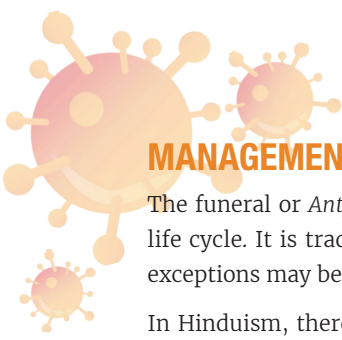 MANAGEMEN
The funeral or Ant
life cycle. It is trad
exceptions may be
In Hinduism, there